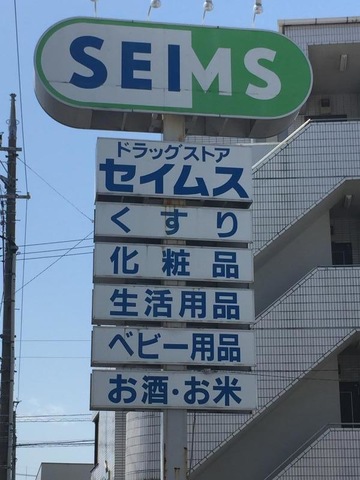 SEIMS
ドラッグストア
セイムス
くすり
化粧品
生活用品
ベビー用品
お酒・お米